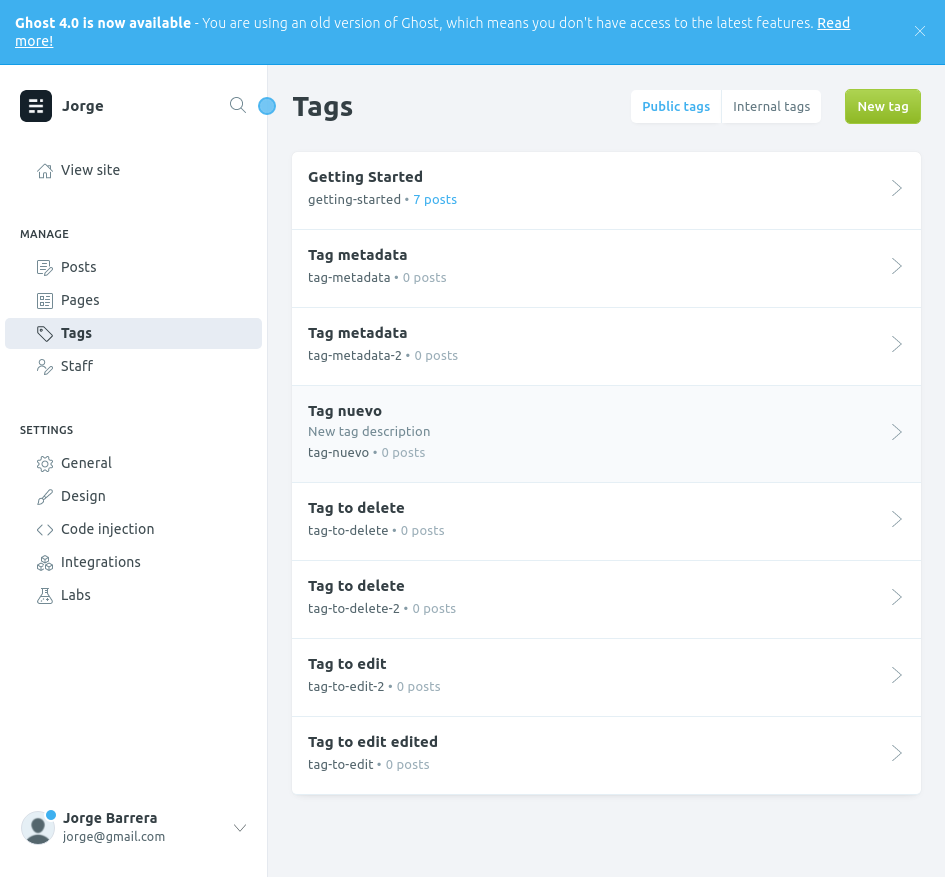 Ghost 4.0 is now available - You are using an old version of Ghost, which means you don't have access to the latest features. Read
more!
Jorge
View site
MANAGE
Posts
Pages
Tags
Staff
SETTINGS
General
Design
Code injection
Integrations
Labs
Jorge Barrera
jorge@gmail.com
Tags
Public tags
Internal tags
New tag
Getting Started
getting-started • 7 posts
Tag metadata
tag-metadata • 0 posts
Tag metadata
tag-metadata-2 • 0 posts
Tag nuevo
New tag description
tag-nuevo • 0 posts
Tag to delete
tag-to-delete • 0 posts
Tag to delete
tag-to-delete-2 • 0 posts
Tag to edit
tag-to-edit-2 • 0 posts
Tag to edit edited
tag-to-edit • 0 posts